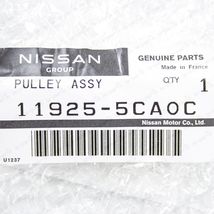 NISSAN
GROUP
GENUINE PARTS
Made in France
PULLEY ASSY
QTY 1
11925-5CA0C
Nissan Motor Co., Ltd.
U1237